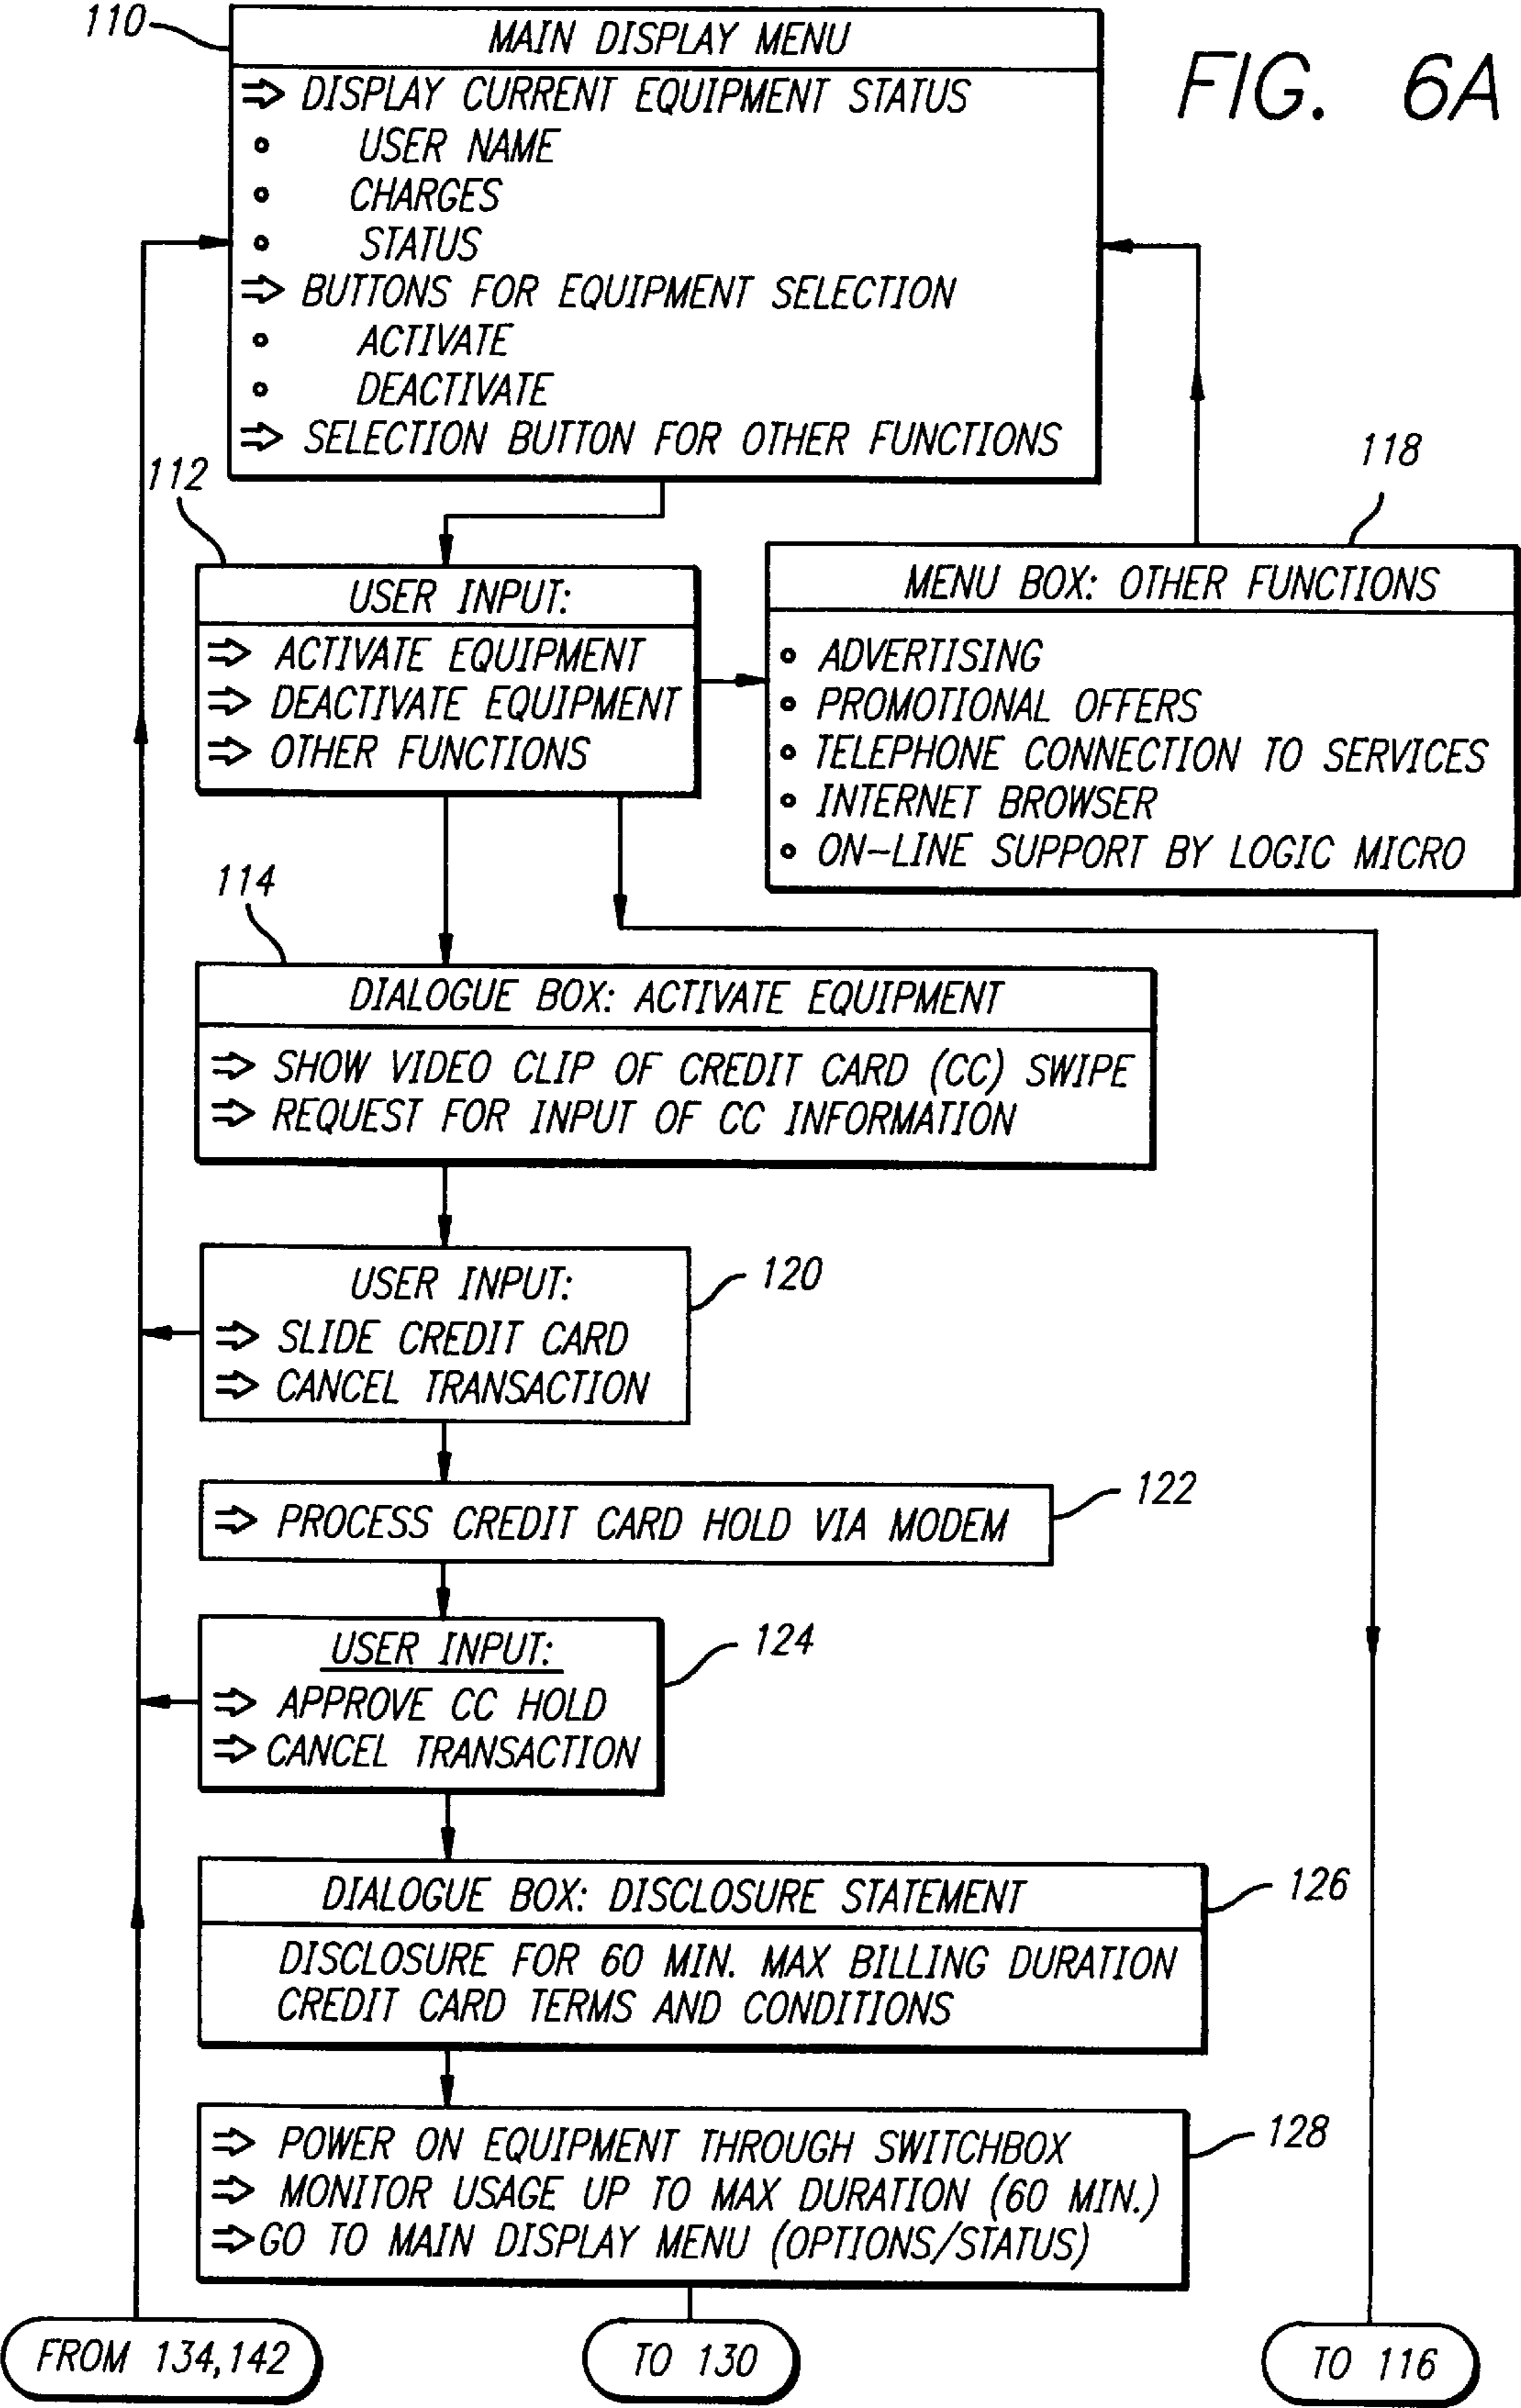 110
MAIN DISPLAY MENU
FIG. 6A
⇒ DISPLAY CURRENT EQUIPMENT STATUS
∘ USER NAME
∘ CHARGES
∘ STATUS
⇒ BUTTONS FOR EQUIPMENT SELECTION
∘ ACTIVATE
∘ DEACTIVATE
⇒ SELECTION BUTTON FOR OTHER FUNCTIONS
112
USER INPUT:
⇒ ACTIVATE EQUIPMENT
⇒ DEACTIVATE EQUIPMENT
⇒ OTHER FUNCTIONS
118
MENU BOX: OTHER FUNCTIONS
∘ ADVERTISING
∘ PROMOTIONAL OFFERS
∘ TELEPHONE CONNECTION TO SERVICES
∘ INTERNET BROWSER
∘ ON-LINE SUPPORT BY LOGIC MICRO
114
DIALOGUE BOX: ACTIVATE EQUIPMENT
⇒ SHOW VIDEO CLIP OF CREDIT CARD (CC) SWIPE
⇒ REQUEST FOR INPUT OF CC INFORMATION
120
USER INPUT:
⇒ SLIDE CREDIT CARD
⇒ CANCEL TRANSACTION
122
⇒ PROCESS CREDIT CARD HOLD VIA MODEM
124
USER INPUT:
⇒ APPROVE CC HOLD
⇒ CANCEL TRANSACTION
126
DIALOGUE BOX: DISCLOSURE STATEMENT
DISCLOSURE FOR 60 MIN. MAX BILLING DURATION
CREDIT CARD TERMS AND CONDITIONS
128
⇒ POWER ON EQUIPMENT THROUGH SWITCHBOX
⇒ MONITOR USAGE UP TO MAX DURATION (60 MIN.)
⇒ GO TO MAIN DISPLAY MENU (OPTIONS/STATUS)
FROM 134,142
TO 130
TO 116